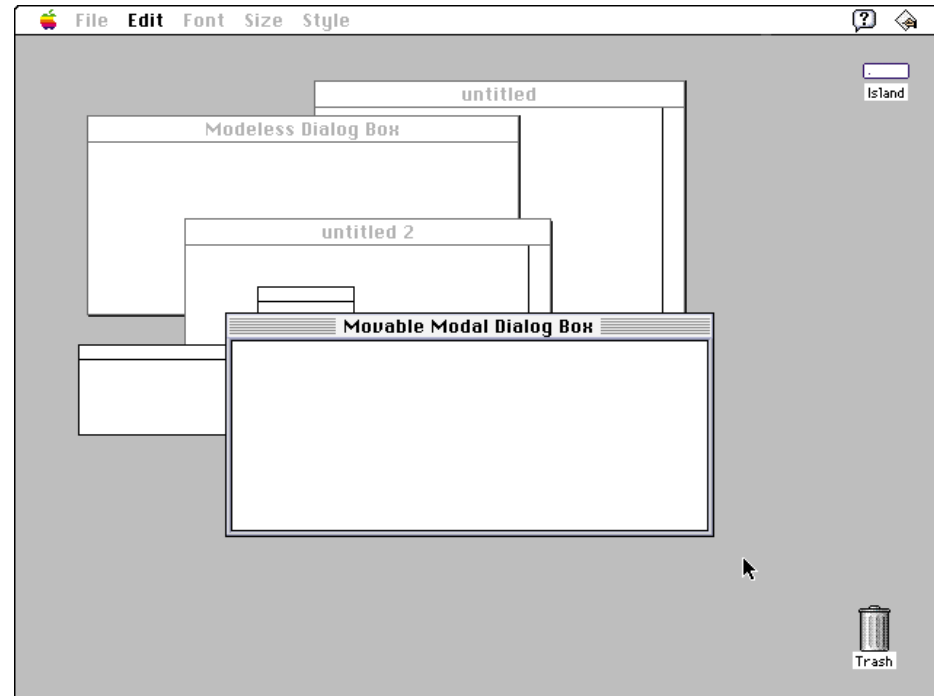 File Edit Font Size Style
Island
untitled
Modeless Dialog Box
untitled 2
Movable Modal Dialog Box
Trash